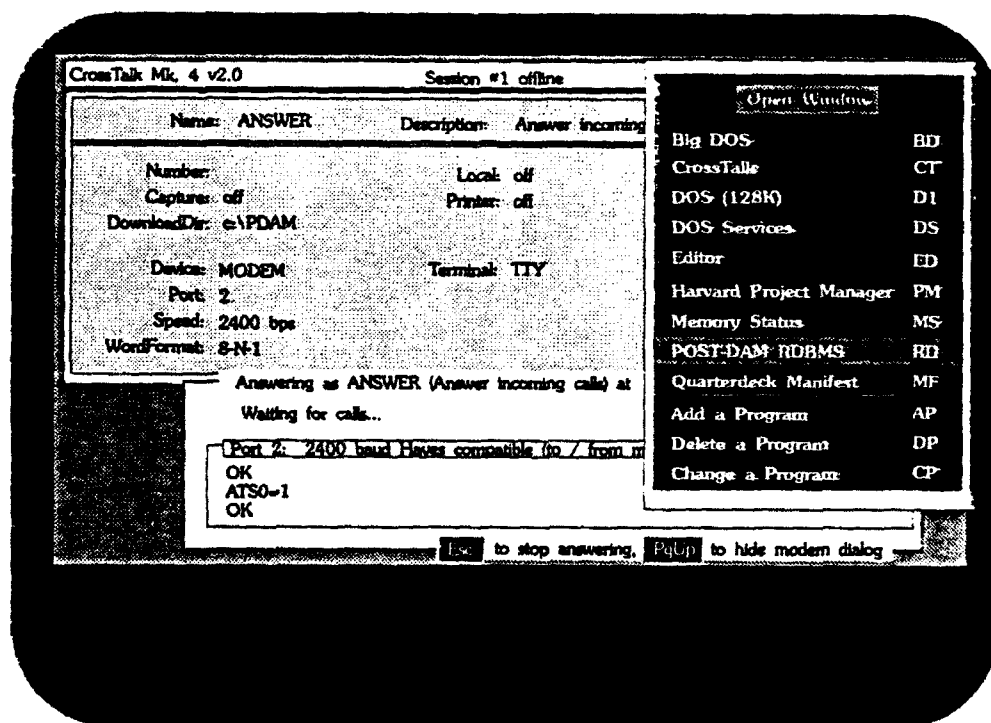 CrossTalk Mk, 4 v2.0 Session #1 offline
Name: ANSWER Description: Answer incoming
Number: Local: off
Capture: off Printer: off
DownloadDir: c:\PDAM
Device: MODEM Terminal: TTY
Port: 2
Speed: 2400 bps
WordFormat: 8-N-1
Answering as ANSWER (Answer incoming calls) at
Waiting for calls...
Port 2: 2400 baud Hayes compatible (to / from m
OK
ATS0=1
OK
Esc to stop answering, PgUp to hide modem dialog
Open Window
Big DOS BD
CrossTalk CT
DOS (128K) D1
DOS Services DS
Editor ED
Harvard Project Manager PM
Memory Status MS
POST-DAM RDBMS RD
Quarterdeck Manifest MF
Add a Program AP
Delete a Program DP
Change a Program CP